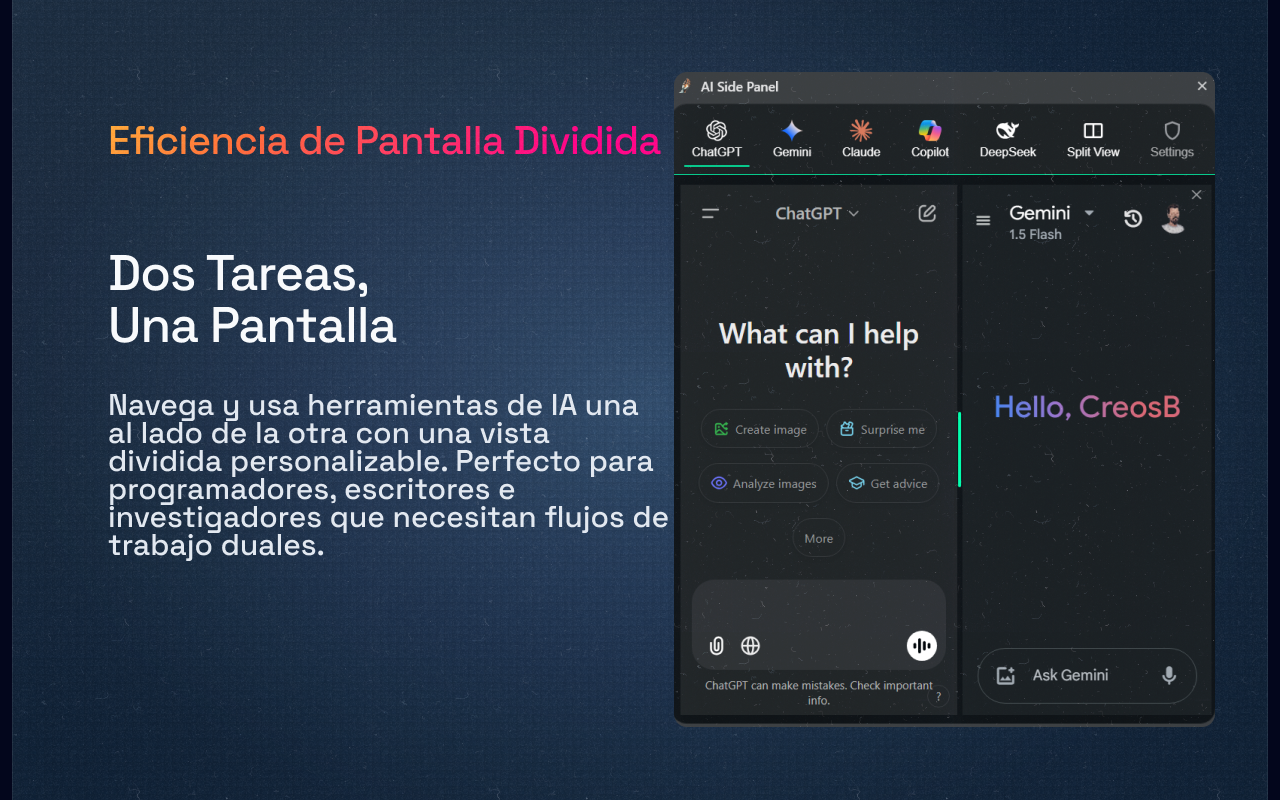 Eficiencia de Pantalla Dividida
Dos Tareas,
Una Pantalla
Navega y usa herramientas de IA una
al lado de la otra con una vista
dividida personalizable. Perfecto para
programadores, escritores e
investigadores que necesitan flujos de
trabajo duales.
AI Side Panel
ChatGPT Gemini Claude Copilot DeepSeek Split View Settings
ChatGPT
What can I help
with?
Create image Surprise me
Analyze images Get advice
More
ChatGPT can make mistakes. Check important
info.
?
Gemini
1.5 Flash
Hello, CreosB
Ask Gemini